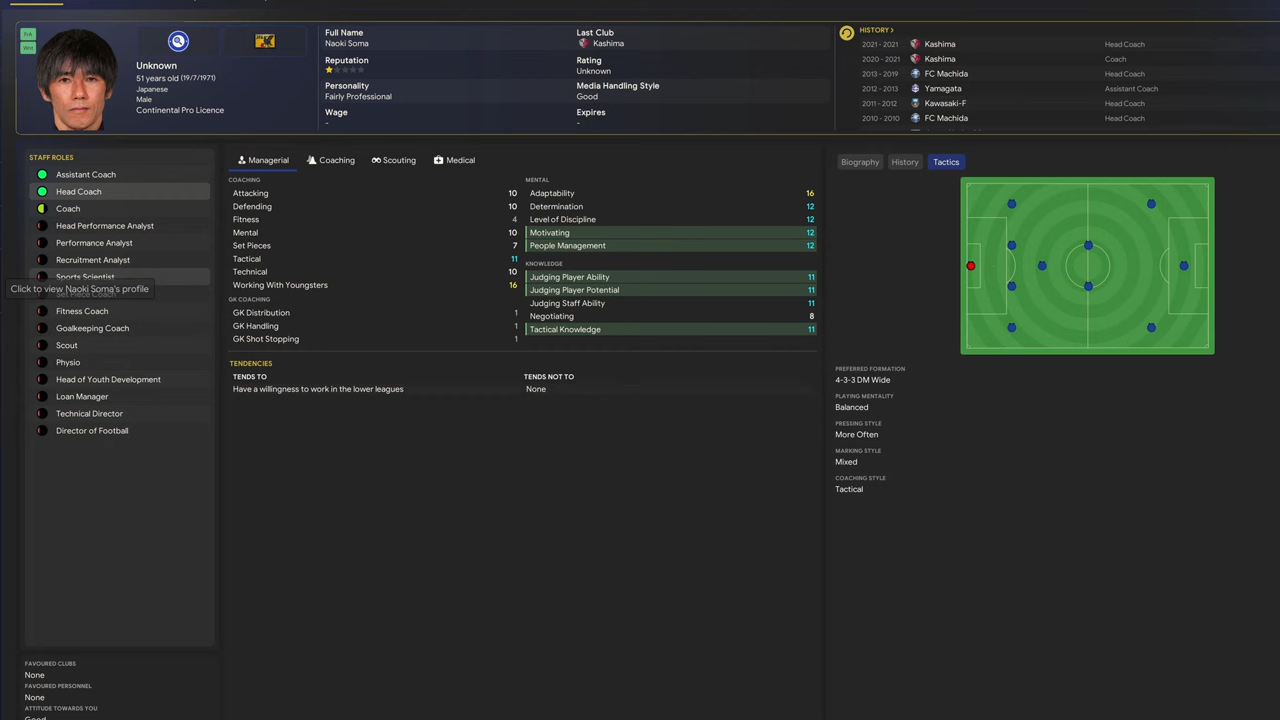 FrA
Wnt
Unknown
51 years old (19/7/1971)
Japanese
Male
Continental Pro Licence
Full Name
Naoki Soma
Reputation
Personality
Fairly Professional
Wage
-
Last Club
Kashima
Rating
Unknown
Media Handling Style
Good
Expires
-
HISTORY >
2021 - 2021 Kashima Head Coach
2020 - 2021 Kashima Coach
2013 - 2019 FC Machida Head Coach
2012 - 2013 Yamagata Assistant Coach
2011 - 2012 Kawasaki-F Head Coach
2010 - 2010 FC Machida Head Coach
STAFF ROLES
Assistant Coach
Head Coach
Coach
Head Performance Analyst
Performance Analyst
Recruitment Analyst
Sports Scientist
Click to view Naoki Soma's profile
Set Piece Coach
Fitness Coach
Goalkeeping Coach
Scout
Physio
Head of Youth Development
Loan Manager
Technical Director
Director of Football
FAVOURED CLUBS
None
FAVOURED PERSONNEL
None
ATTITUDE TOWARDS YOU
Good
Managerial Coaching Scouting Medical
COACHING
Attacking 10
Defending 10
Fitness 4
Mental 10
Set Pieces 7
Tactical 11
Technical 10
Working With Youngsters 16
GK COACHING
GK Distribution 1
GK Handling 1
GK Shot Stopping 1
MENTAL
Adaptability 16
Determination 12
Level of Discipline 12
Motivating 12
People Management 12
KNOWLEDGE
Judging Player Ability 11
Judging Player Potential 11
Judging Staff Ability 11
Negotiating 8
Tactical Knowledge 11
TENDENCIES
TENDS TO
Have a willingness to work in the lower leagues
TENDS NOT TO
None
Biography History Tactics
PREFERRED FORMATION
4-3-3 DM Wide
PLAYING MENTALITY
Balanced
PRESSING STYLE
More Often
MARKING STYLE
Mixed
COACHING STYLE
Tactical